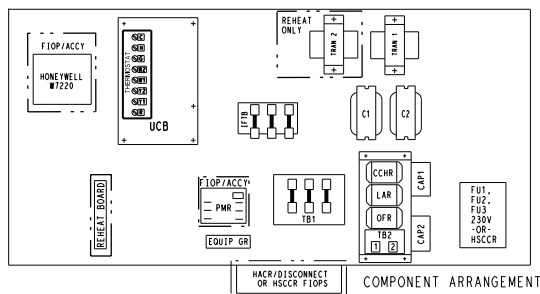 FIOP/ACCY
HONEYWELL
W7220
THERMOSTAT
C
H
G
W2
W1
Y2
Y1
R
UCB
REHEAT
ONLY
TRAN 2
TRAN 1
IFTB
C1
C2
REHEAT BOARD
FIOP/ACCY
PMR
EQUIP GR
TB1
CCHR
LAR
OFR
TB2
1 2
CAP1
CAP2
FU1,
FU2,
FU3
230V
-OR-
HSCCR
HACR/DISCONNECT
OR HSCCR FIOPS
COMPONENT ARRANGEMENT